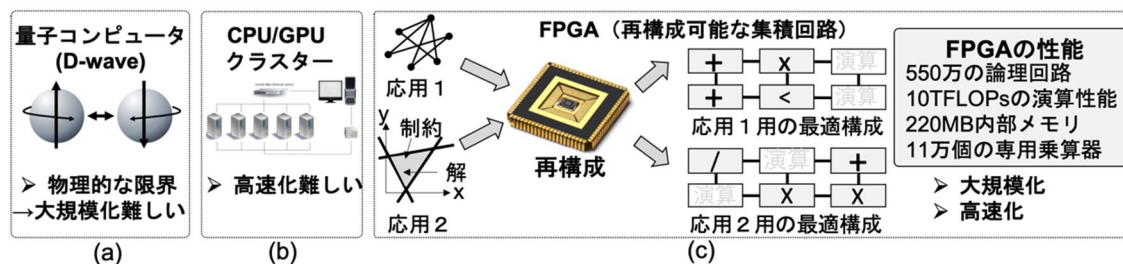 量子コンピュータ
(D-wave)
➢ 物理的な限界
→大規模化難しい
(a)
CPU/GPU
クラスター
➢ 高速化難しい
(b)
FPGA（再構成可能な集積回路）
応用1
y
制約
解
x
応用2
再構成
+ x 演算
+ < 演算
応用1用の最適構成
/ 演算 +
演算 X X
応用2用の最適構成
(c)
FPGAの性能
550万の論理回路
10TFLOPsの演算性能
220MB内部メモリ
11万個の専用乗算器
➢ 大規模化
➢ 高速化